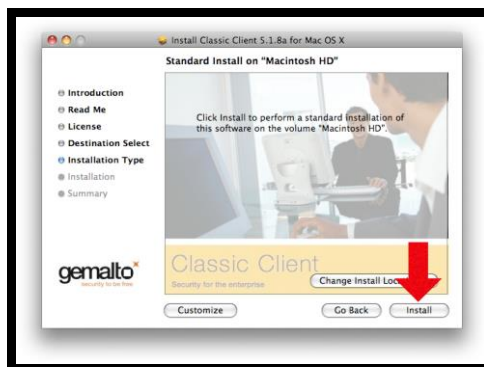 Install Classic Client 5.1.8a for Mac OS X
Standard Install on "Macintosh HD"
Introduction
Read Me
License
Destination Select
Installation Type
Installation
Summary
Click Install to perform a standard installation of
this software on the volume "Macintosh HD".
gemalto
security to be free
Classic Client
Security for the enterprise
Change Install
Customize
Go Back
Install